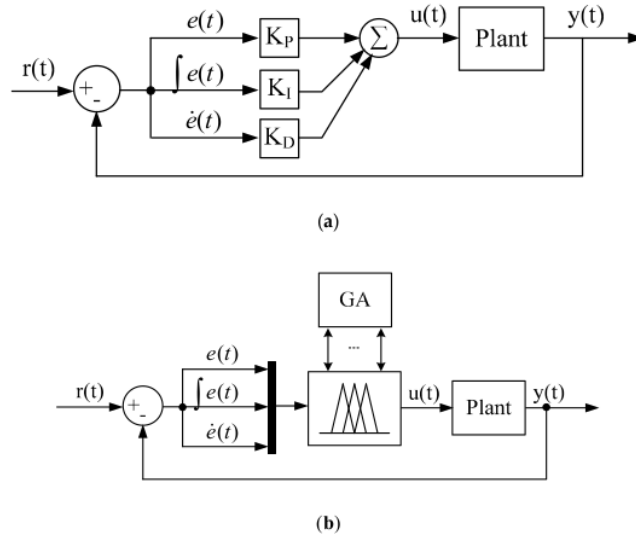 e(t) K_P u(t) Plant y(t)
r(t) + - ∫ e(t) K_I Σ
ė(t) K_D
(a)
GA
...
e(t)
r(t) + - ∫ e(t) u(t) Plant y(t)
ė(t)
(b)